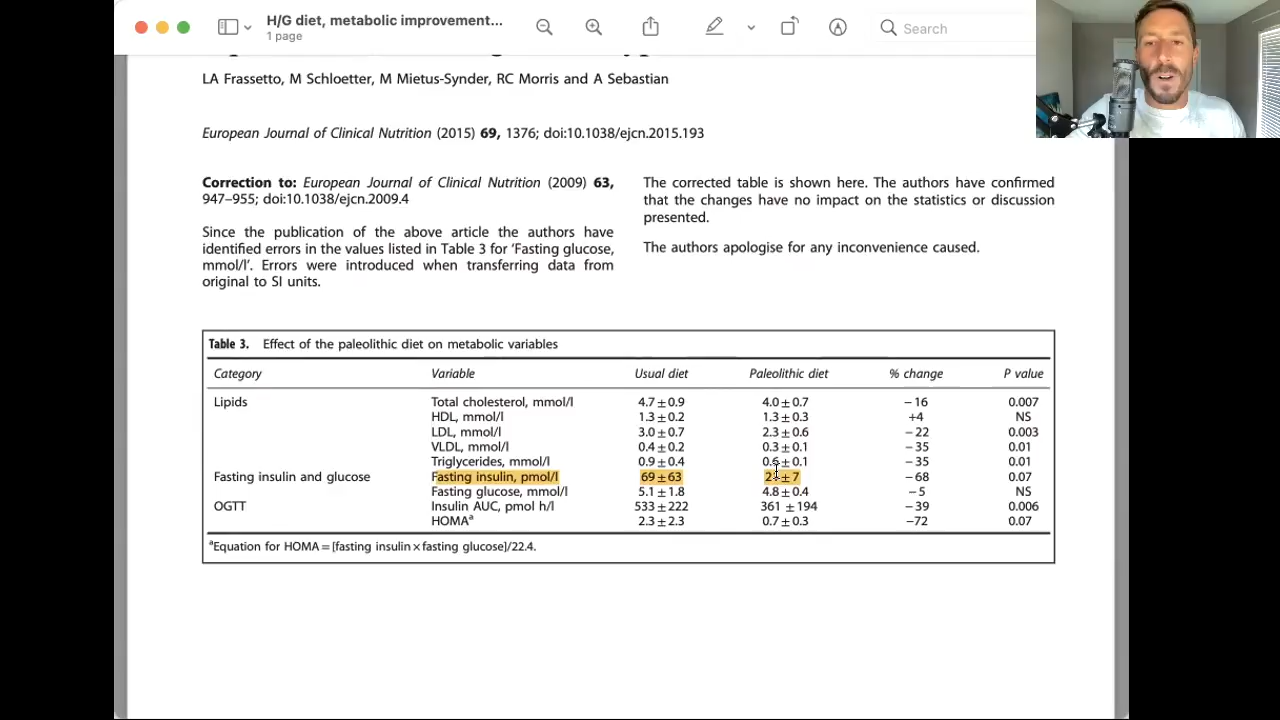 H/G diet, metabolic improvement...
1 page
Search
LA Frassetto, M Schloetter, M Mietus-Synder, RC Morris and A Sebastian
European Journal of Clinical Nutrition (2015) 69, 1376; doi:10.1038/ejcn.2015.193
Correction to: European Journal of Clinical Nutrition (2009) 63,
947–955; doi:10.1038/ejcn.2009.4
Since the publication of the above article the authors have
identified errors in the values listed in Table 3 for 'Fasting glucose,
mmol/l'. Errors were introduced when transferring data from
original to SI units.
The corrected table is shown here. The authors have confirmed
that the changes have no impact on the statistics or discussion
presented.
The authors apologise for any inconvenience caused.
Table 3. Effect of the paleolithic diet on metabolic variables
Category Variable Usual diet Paleolithic diet % change P value
Lipids Total cholesterol, mmol/l 4.7±0.9 4.0±0.7 −16 0.007
HDL, mmol/l 1.3±0.2 1.3±0.3 +4 NS
LDL, mmol/l 3.0±0.7 2.3±0.6 −22 0.003
VLDL, mmol/l 0.4±0.2 0.3±0.1 −35 0.01
Triglycerides, mmol/l 0.9±0.4 0.6±0.1 −35 0.01
Fasting insulin and glucose Fasting insulin, pmol/l 69±63 −68 0.07
Fasting glucose, mmol/l 5.1±1.8 4.8±0.4 −5 NS
OGTT Insulin AUC, pmol h/l 533±222 361 ±194 −39 0.006
HOMAa 2.3±2.3 0.7±0.3 −72 0.07
aEquation for HOMA=[fasting insulin×fasting glucose]/22.4.